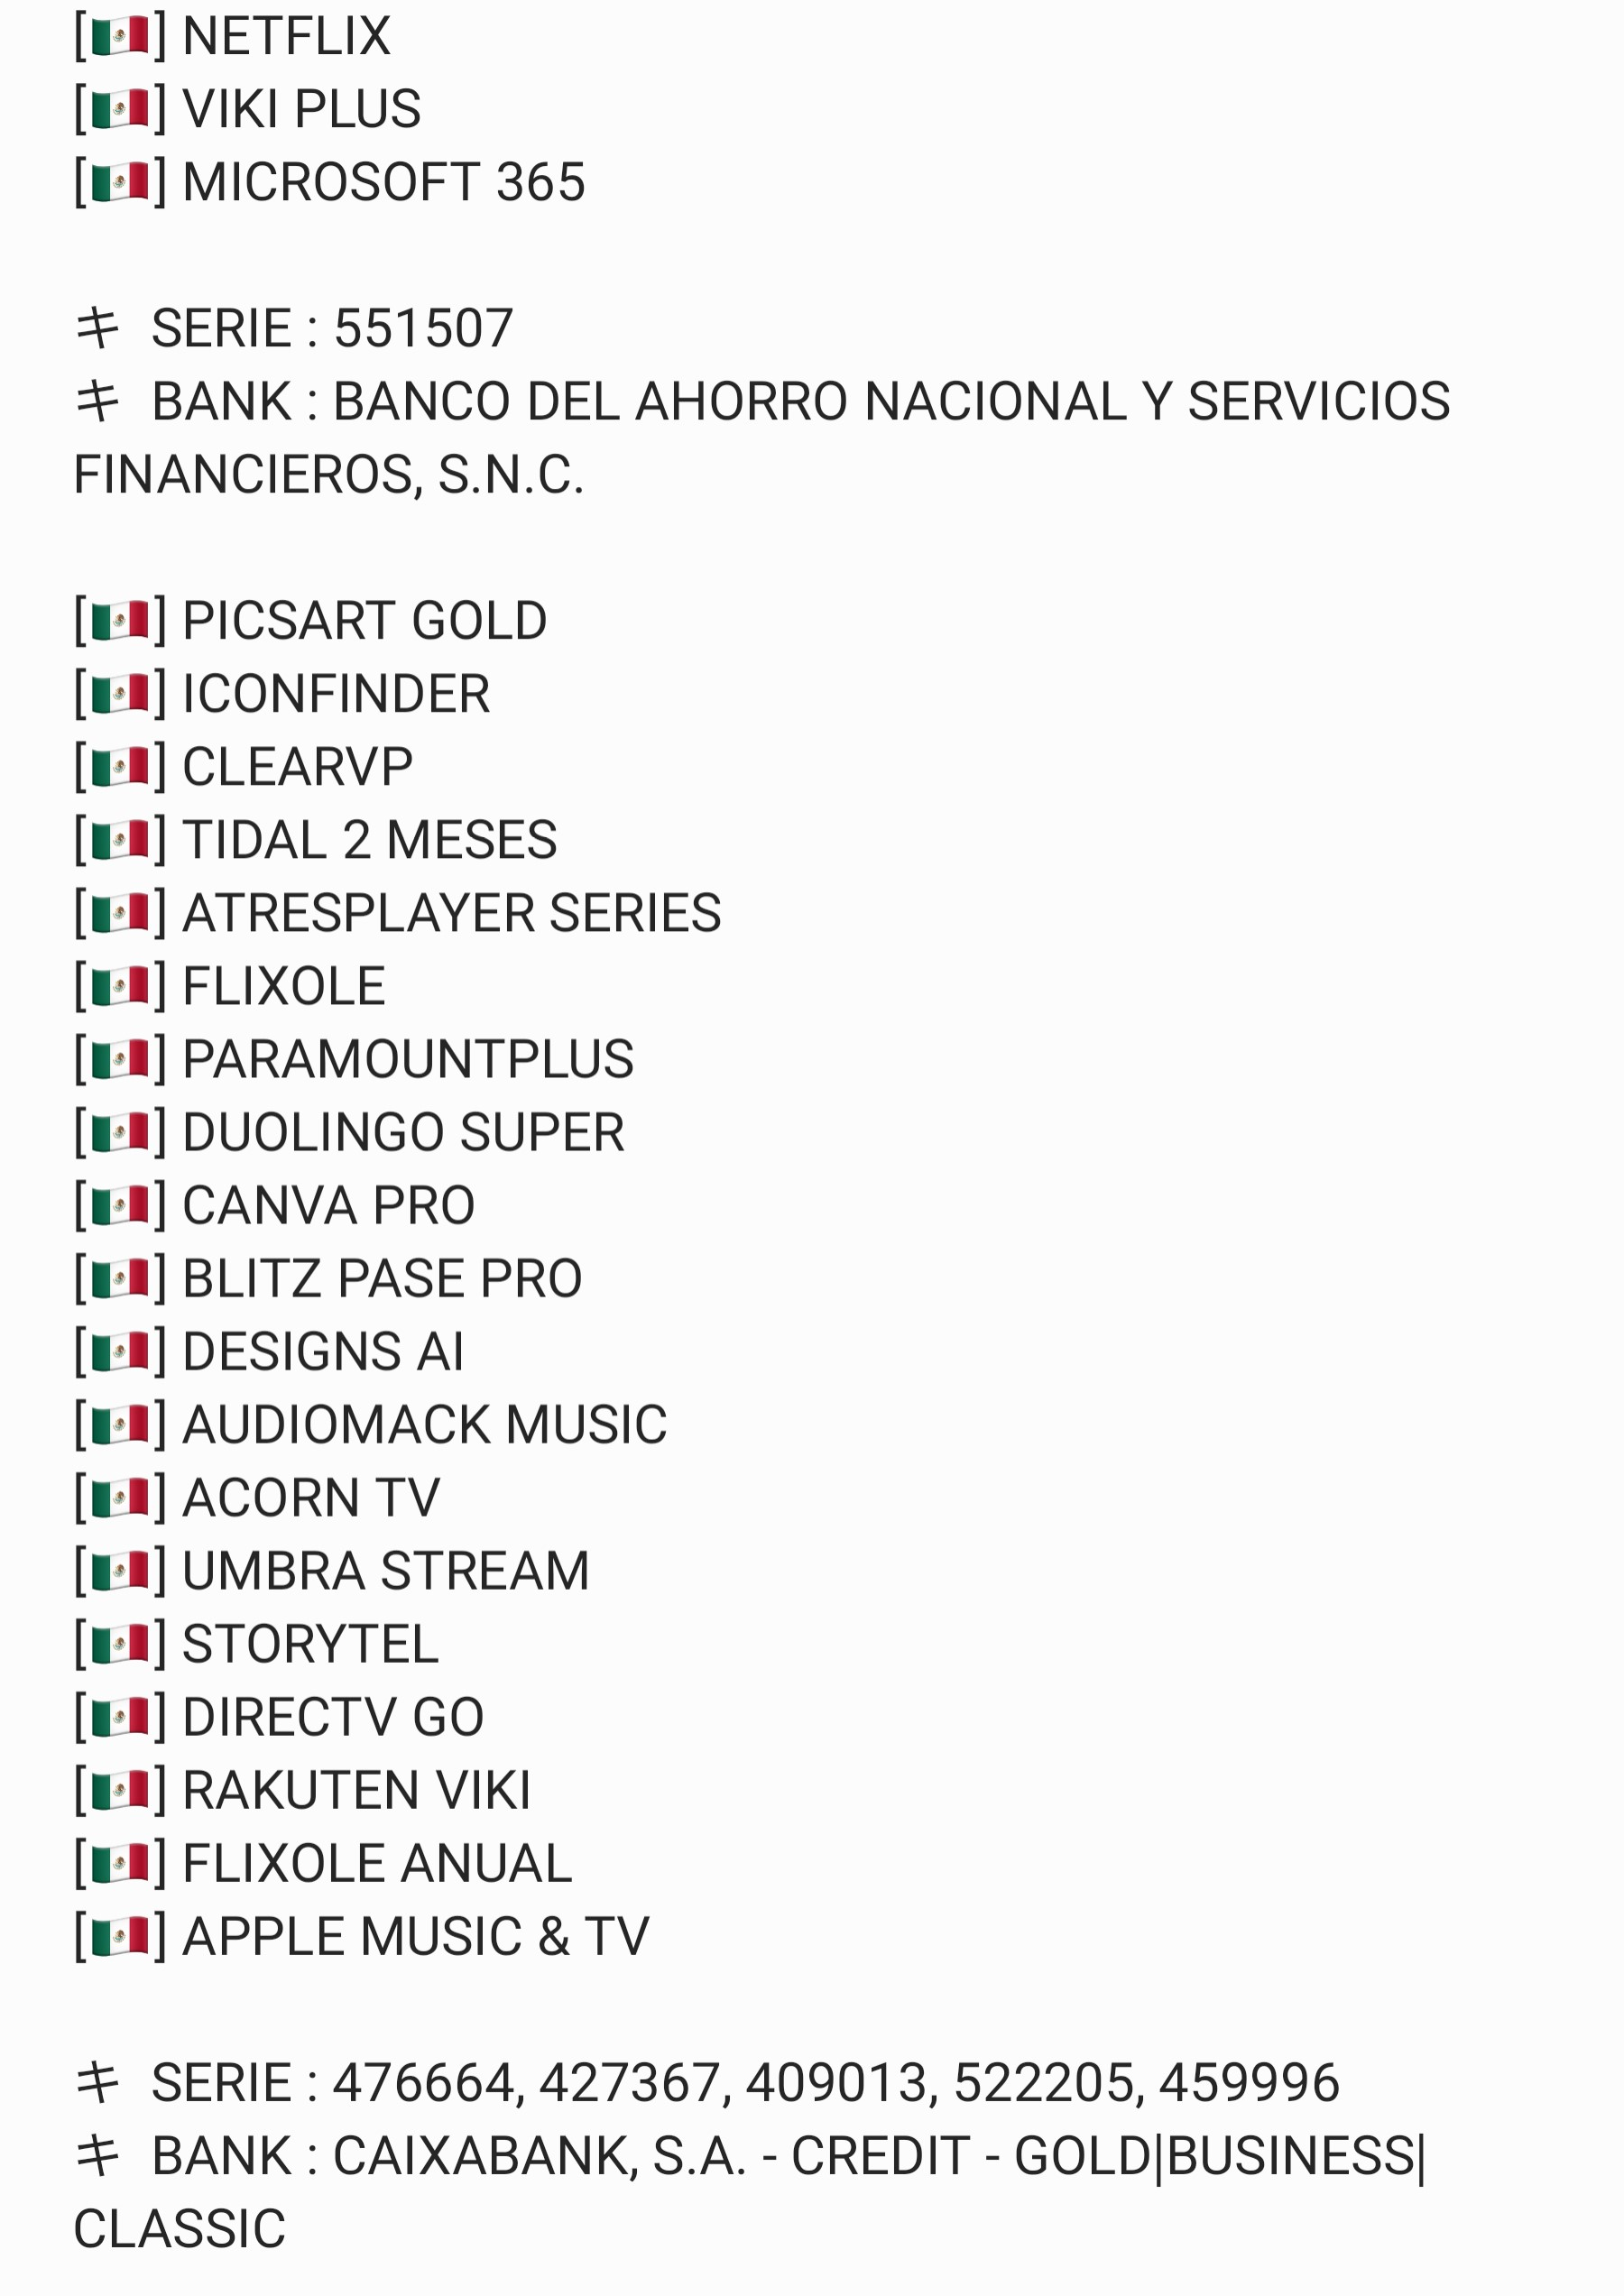 [🇲🇽] NETFLIX
[🇲🇽] VIKI PLUS
[🇲🇽] MICROSOFT 365
キ SERIE : 551507
キ BANK : BANCO DEL AHORRO NACIONAL Y SERVICIOS
FINANCIEROS, S.N.C.
[🇲🇽] PICSART GOLD
[🇲🇽] ICONFINDER
[🇲🇽] CLEARVP
[🇲🇽] TIDAL 2 MESES
[🇲🇽] ATRESPLAYER SERIES
[🇲🇽] FLIXOLE
[🇲🇽] PARAMOUNTPLUS
[🇲🇽] DUOLINGO SUPER
[🇲🇽] CANVA PRO
[🇲🇽] BLITZ PASE PRO
[🇲🇽] DESIGNS AI
[🇲🇽] AUDIOMACK MUSIC
[🇲🇽] ACORN TV
[🇲🇽] UMBRA STREAM
[🇲🇽] STORYTEL
[🇲🇽] DIRECTV GO
[🇲🇽] RAKUTEN VIKI
[🇲🇽] FLIXOLE ANUAL
[🇲🇽] APPLE MUSIC & TV
キ SERIE : 476664, 427367, 409013, 522205, 459996
キ BANK : CAIXABANK, S.A. - CREDIT - GOLD|BUSINESS|
CLASSIC